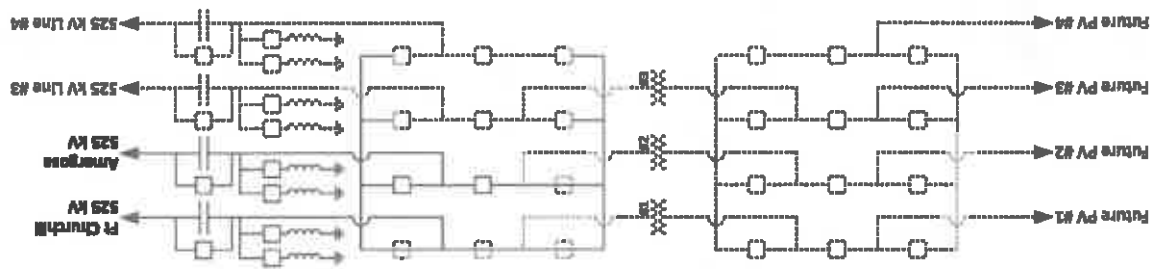 Future PV #1
Ft Churchill
525 kV
Future PV #2
Amargosa
525 kV
Future PV #3
525 kV Line #3
Future PV #4
525 kV Line #4